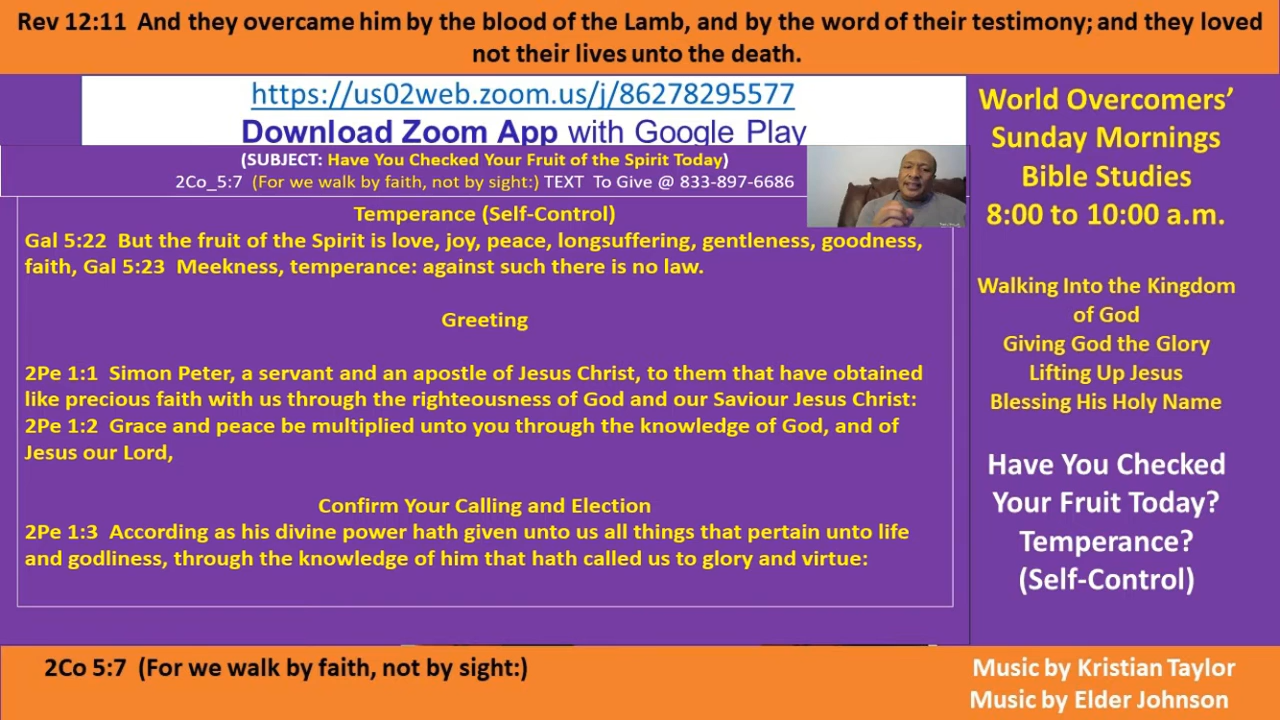 Rev 12:11 And they overcame him by the blood of the Lamb, and by the word of their testimony; and they loved
not their lives unto the death.
https://us02web.zoom.us/j/86278295577
Download Zoom App with Google Play
(SUBJECT: Have You Checked Your Fruit of the Spirit Today)
2Co_5:7 (For we walk by faith, not by sight:) TEXT To Give @ 833-897-6686
Temperance (Self-Control)
Gal 5:22 But the fruit of the Spirit is love, joy, peace, longsuffering, gentleness, goodness,
faith, Gal 5:23 Meekness, temperance: against such there is no law.
Greeting
2Pe 1:1 Simon Peter, a servant and an apostle of Jesus Christ, to them that have obtained
like precious faith with us through the righteousness of God and our Saviour Jesus Christ:
2Pe 1:2 Grace and peace be multiplied unto you through the knowledge of God, and of
Jesus our Lord,
Confirm Your Calling and Election
2Pe 1:3 According as his divine power hath given unto us all things that pertain unto life
and godliness, through the knowledge of him that hath called us to glory and virtue:
World Overcomers'
Sunday Mornings
Bible Studies
8:00 to 10:00 a.m.
Walking Into the Kingdom
of God
Giving God the Glory
Lifting Up Jesus
Blessing His Holy Name
Have You Checked
Your Fruit Today?
Temperance?
(Self-Control)
2Co 5:7 (For we walk by faith, not by sight:)
Music by Kristian Taylor
Music by Elder Johnson